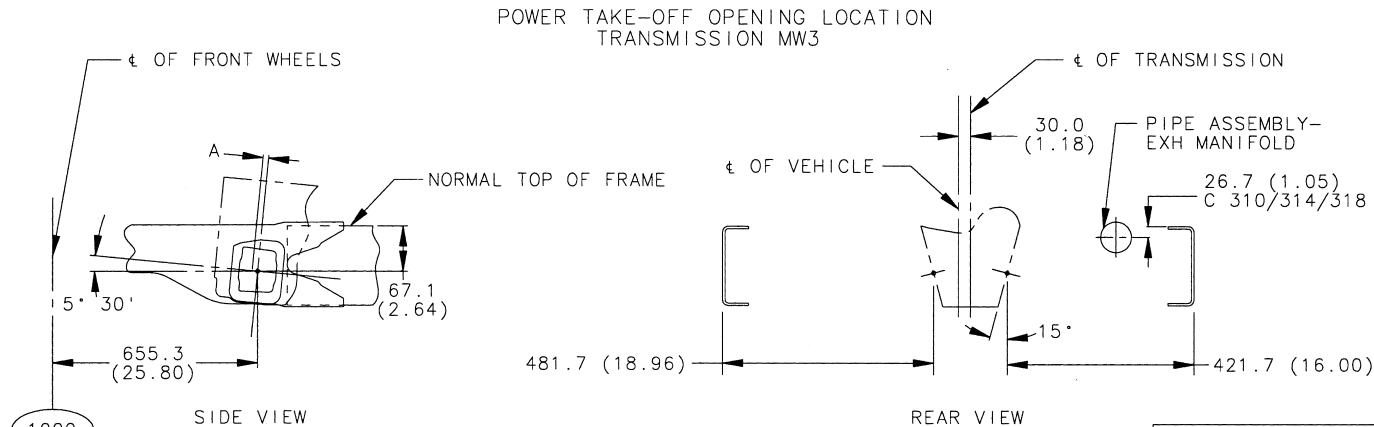 POWER TAKE-OFF OPENING LOCATION
TRANSMISSION MW3
℄ OF FRONT WHEELS
℄ OF TRANSMISSION
A
30.0
(1.18)
PIPE ASSEMBLY-
EXH MANIFOLD
NORMAL TOP OF FRAME
℄ OF VEHICLE
26.7 (1.05)
C 310/314/318
5° 30'
67.1
(2.64)
15°
655.3
(25.80)
481.7 (18.96)
421.7 (16.00)
SIDE VIEW
REAR VIEW